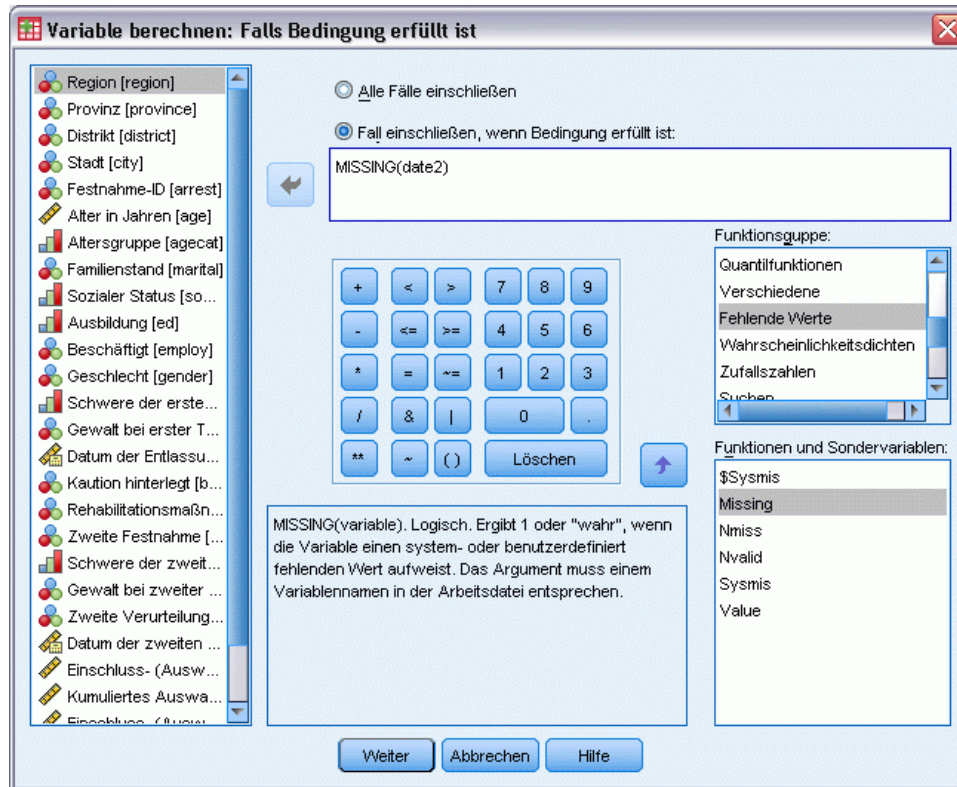 Variable berechnen: Falls Bedingung erfüllt ist
Region [region]
Provinz [province]
Distrikt [district]
Stadt [city]
Festnahme-ID [arrest]
Alter in Jahren [age]
Altersgruppe [agecat]
Familienstand [marital]
Sozialer Status [so...
Ausbildung [ed]
Beschäftigt [employ]
Geschlecht [gender]
Schwere der erste...
Gewalt bei erster T...
Datum der Entlassu...
Kaution hinterlegt [b...
Rehabilitationsmaßn...
Zweite Festnahme [...
Schwere der zweit...
Gewalt bei zweiter ...
Zweite Verurteilung...
Datum der zweiten ...
Einschluss- (Ausw...
Kumuliertes Auswa...
Einschluss- (Ausw...
Alle Fälle einschließen
Fall einschließen, wenn Bedingung erfüllt ist:
MISSING(date2)
+ < > 7 8 9
- <= >= 4 5 6
* = ~= 1 2 3
/ & | 0 .
** ~ ( ) Löschen
Funktionsgruppe:
Quantilfunktionen
Verschiedene
Fehlende Werte
Wahrscheinlichkeitsdichten
Zufallszahlen
Suchen
MISSING(variable). Logisch. Ergibt 1 oder "wahr", wenn
die Variable einen system- oder benutzerdefiniert
fehlenden Wert aufweist. Das Argument muss einem
Variablennamen in der Arbeitsdatei entsprechen.
Funktionen und Sondervariablen:
$Sysmis
Missing
Nmiss
Nvalid
Sysmis
Value
Weiter
Abbrechen
Hilfe